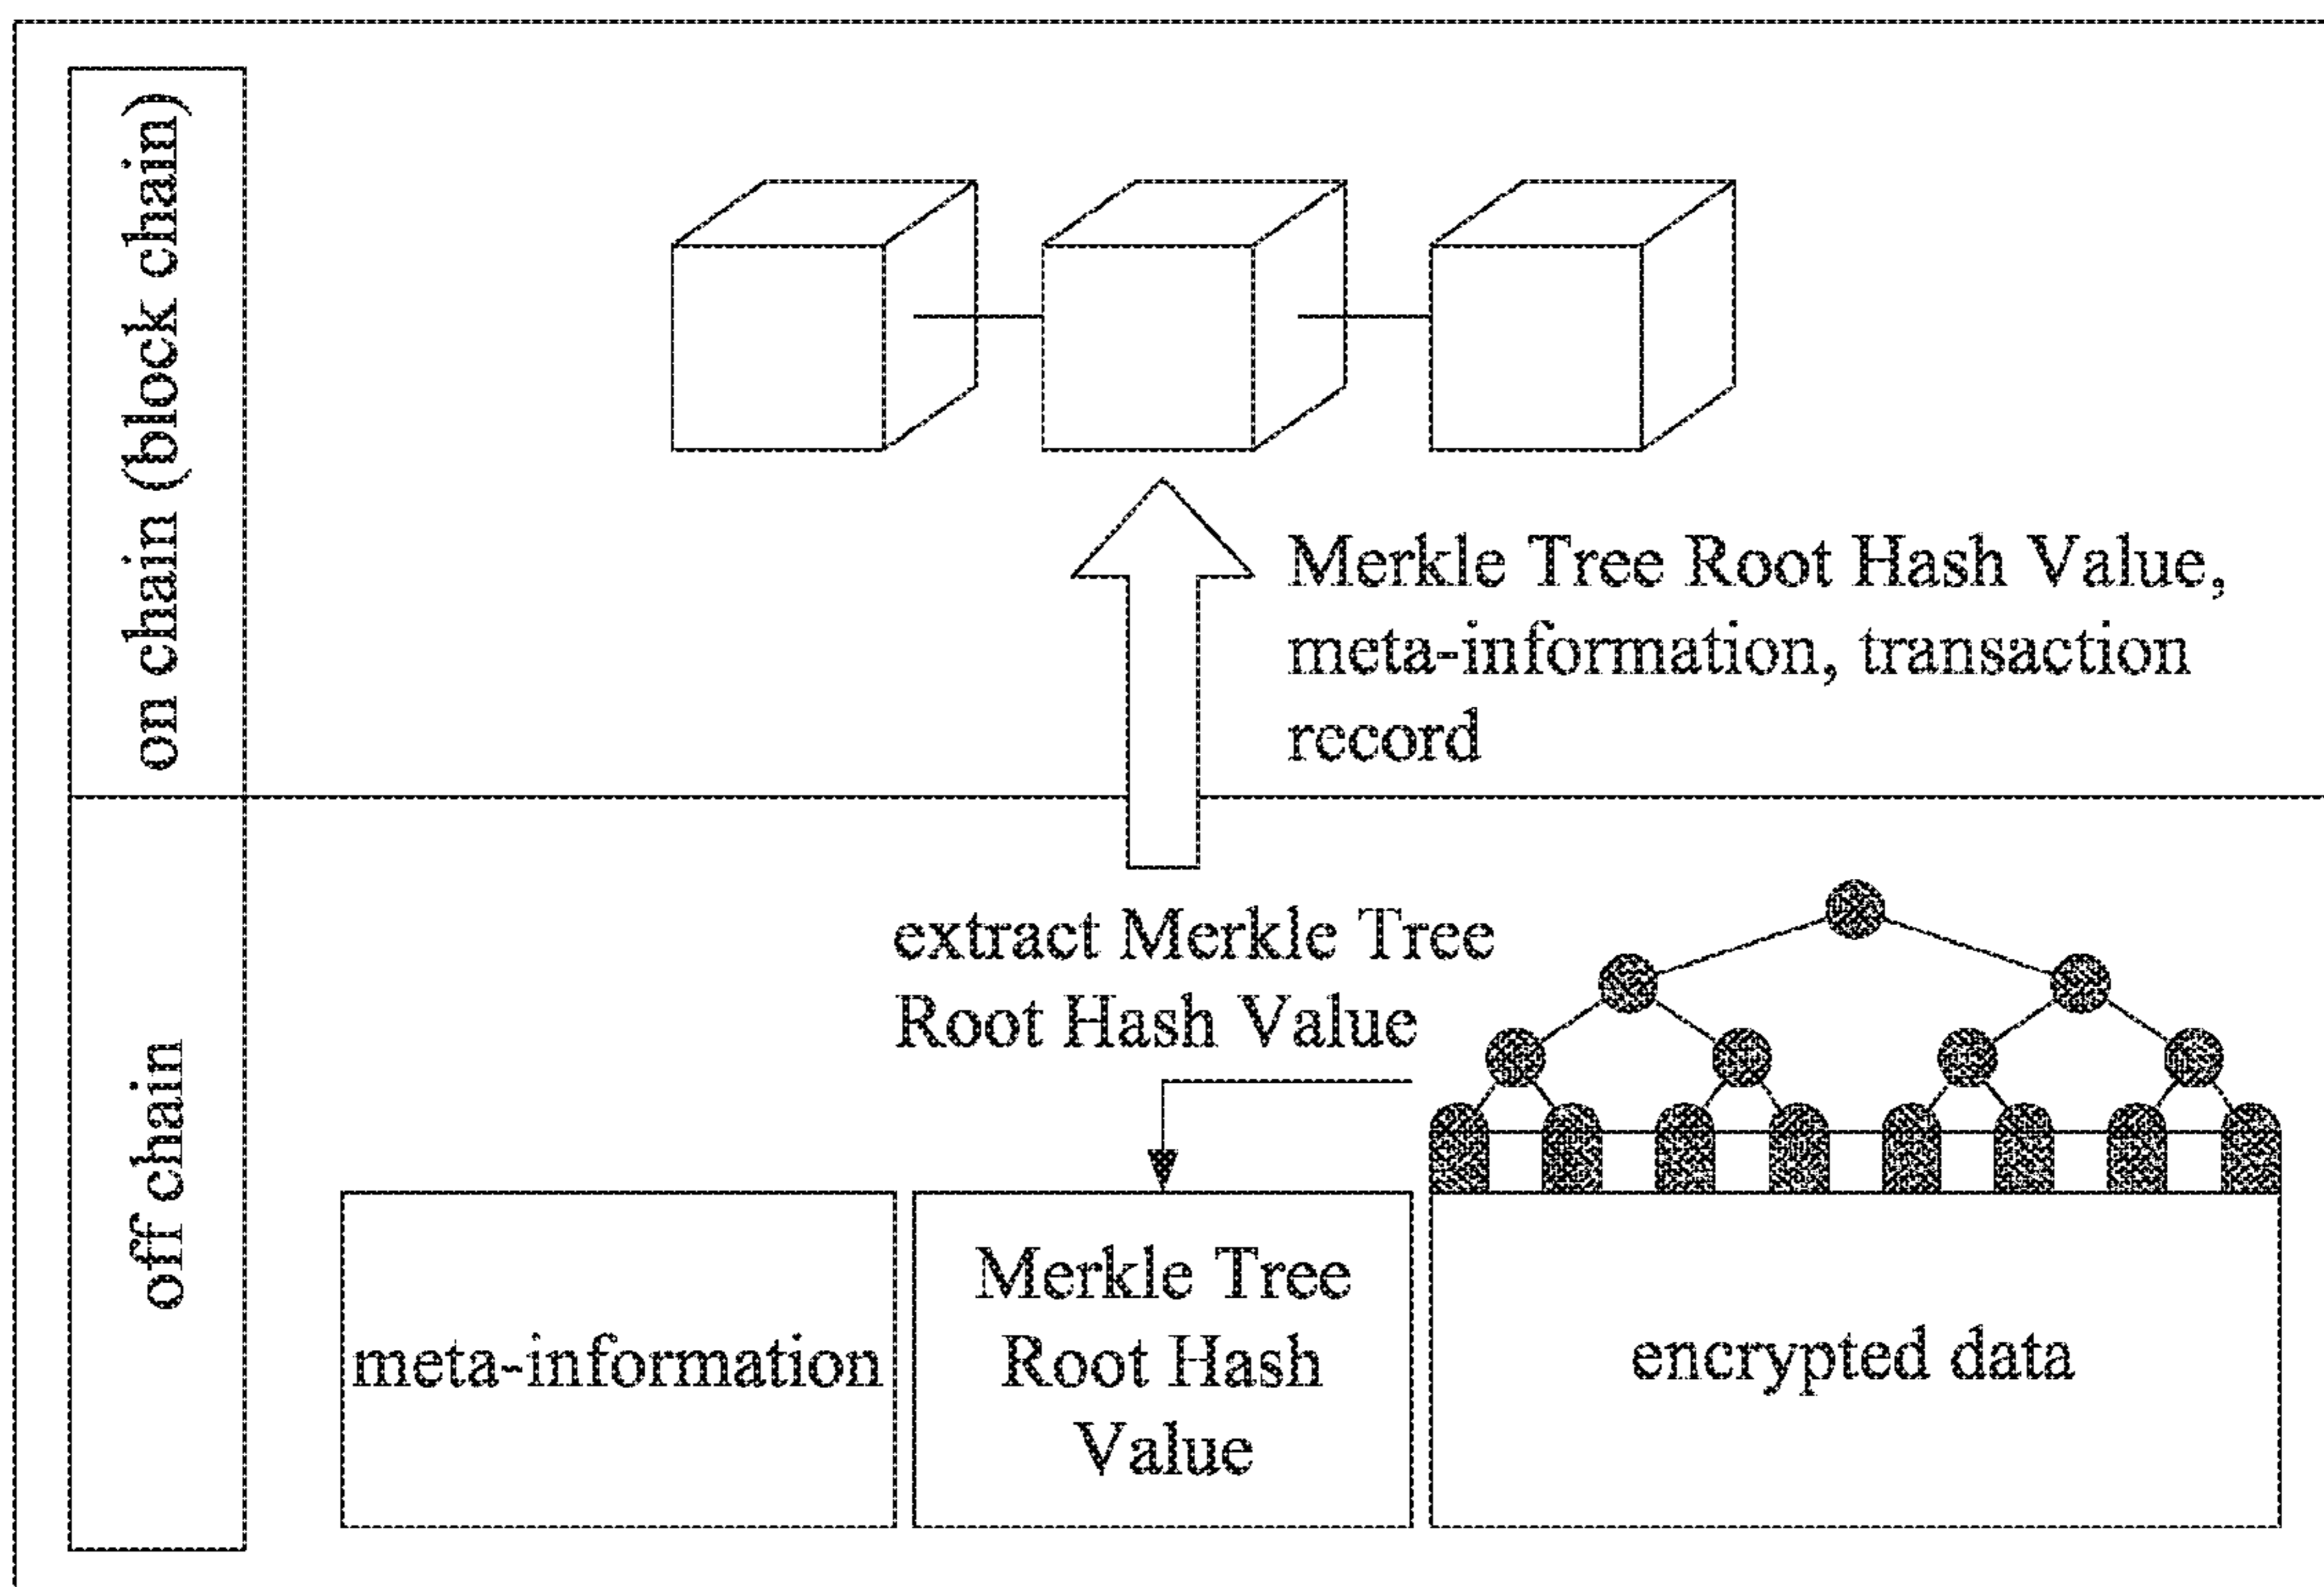 on chain (block chain)
Merkle Tree Root Hash Value,
meta-information, transaction
record
off chain
extract Merkle Tree
Root Hash Value
meta-information
Merkle Tree
Root Hash
Value
encrypted data